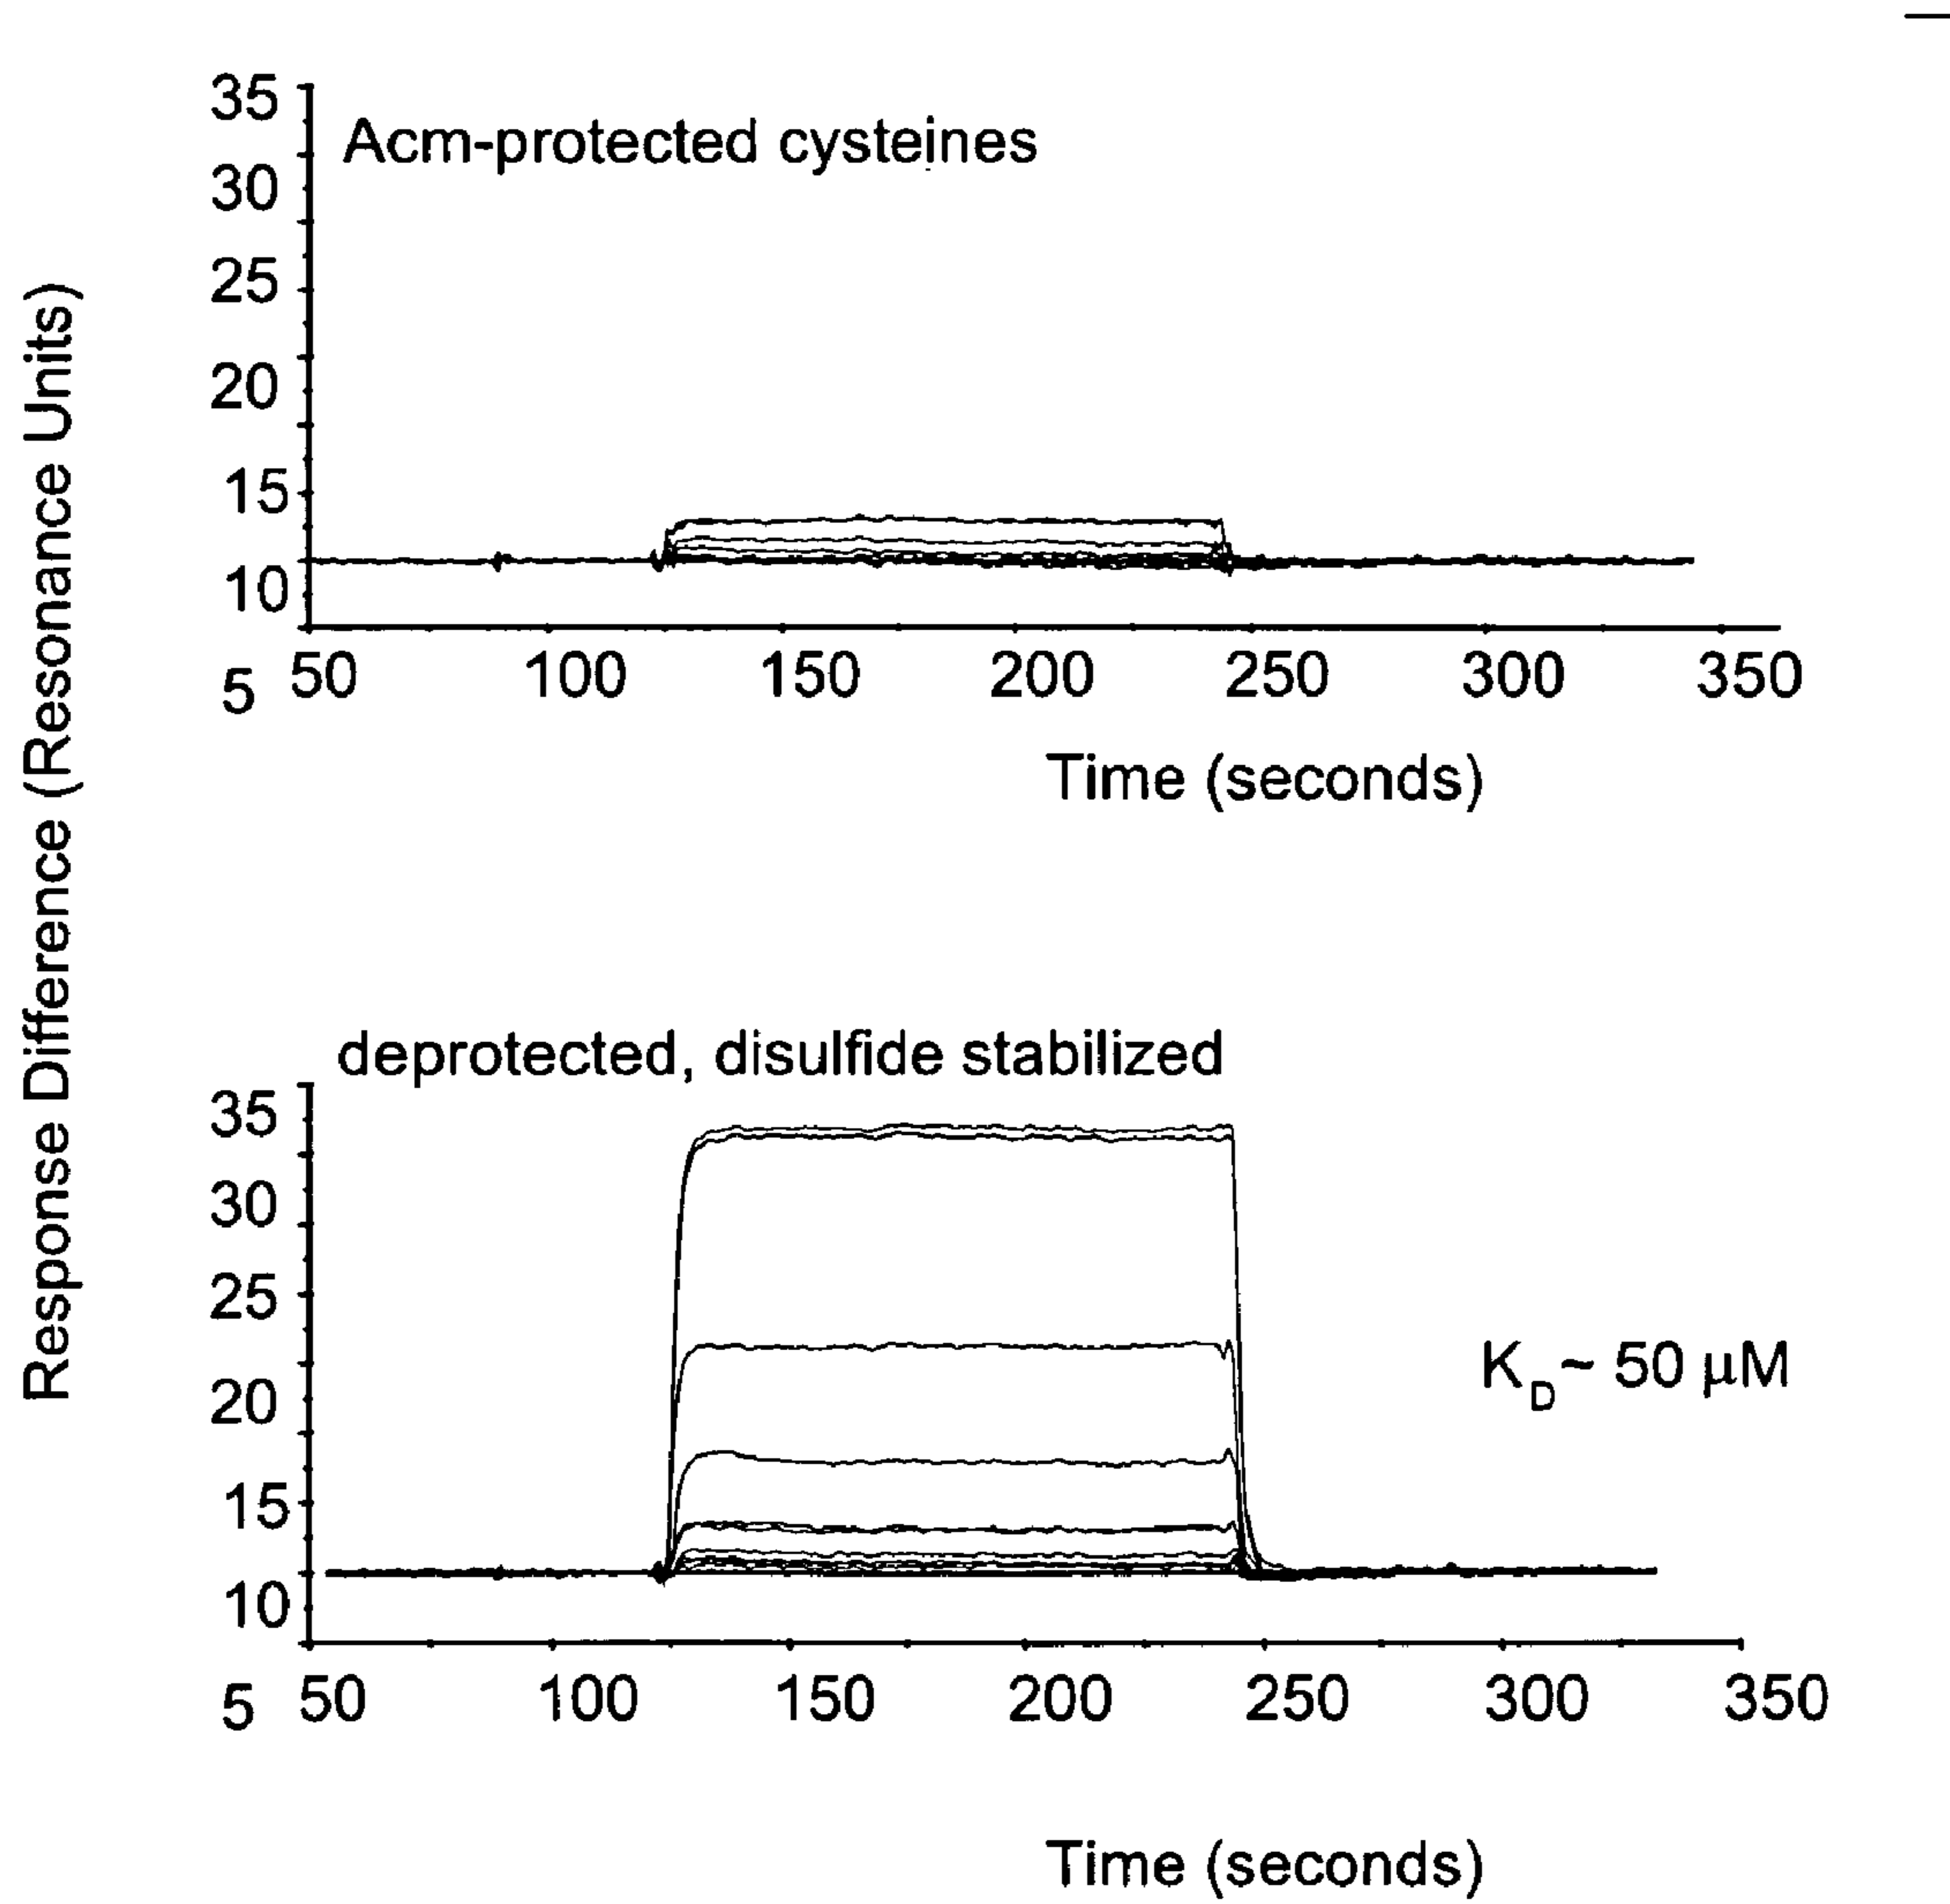 Response Difference (Resonance Units)
Acm-protected cysteines
35
30
25
20
15
10
5
50 100 150 200 250 300 350
Time (seconds)
deprotected, disulfide stabilized
35
30
25
20
15
10
5
50 100 150 200 250 300 350
K_D ~ 50 μM
Time (seconds)